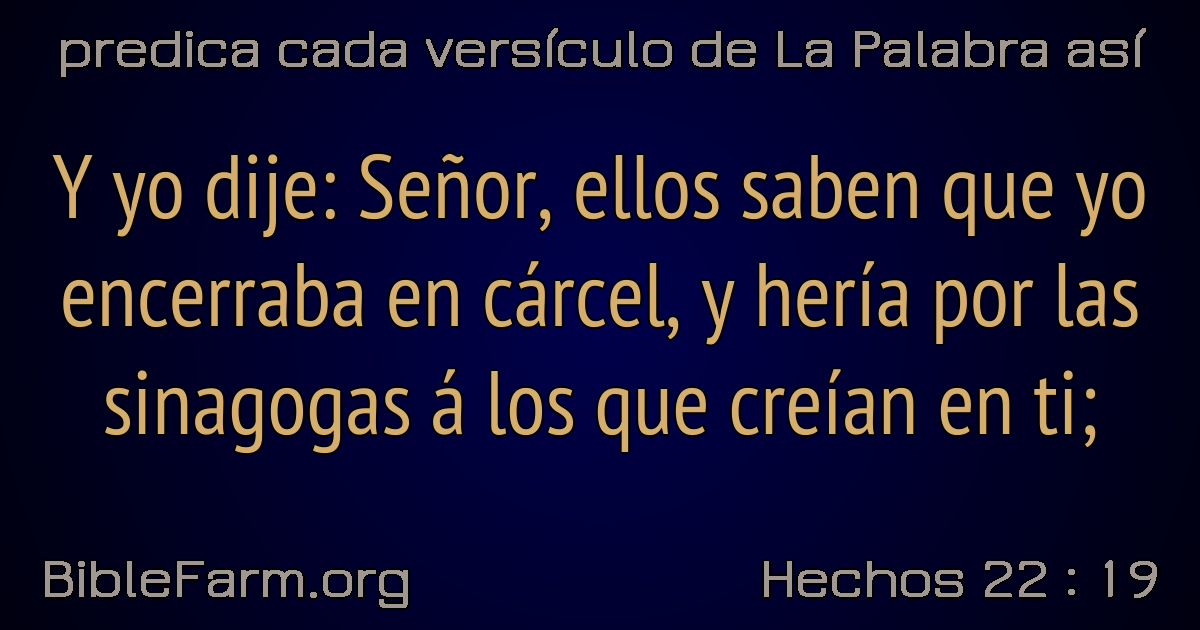 predica cada versículo de La Palabra así
Y yo dije: Señor, ellos saben que yo
encerraba en cárcel, y hería por las
sinagogas á los que creían en ti;
BibleFarm.org
Hechos 22 : 19